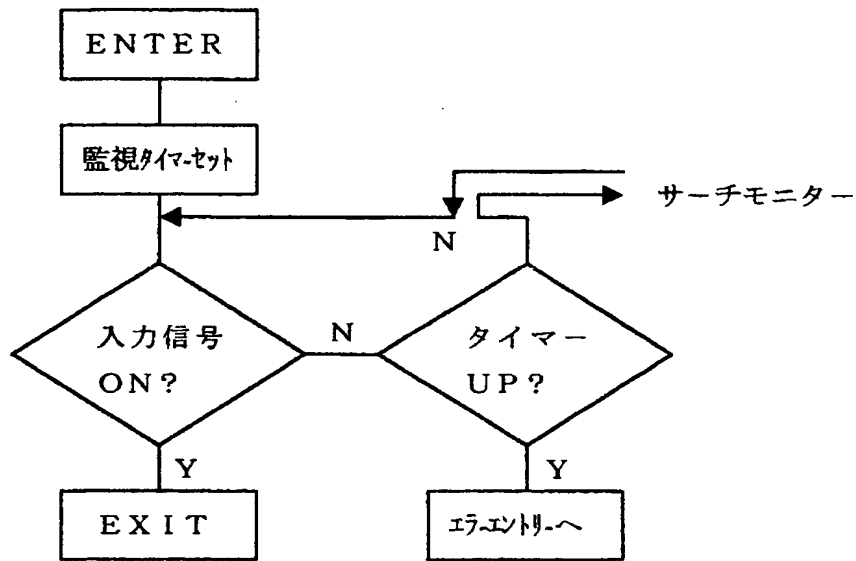 ENTER
監視タイマーセット
サーチモニター
N
入力信号
ON?
N
タイマー
UP?
Y
Y
EXIT
エラーエントリーへ